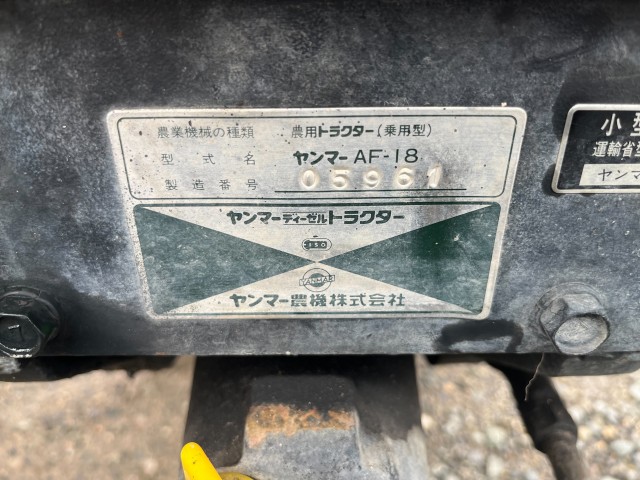 農業機械の種類 農用トラクター(乗用型)
型式名 ヤンマー AF-18
製造番号 05961
ヤンマーディーゼルトラクター
YANMAR
ヤンマー農機株式会社
小型
運輸省型
ヤンマ